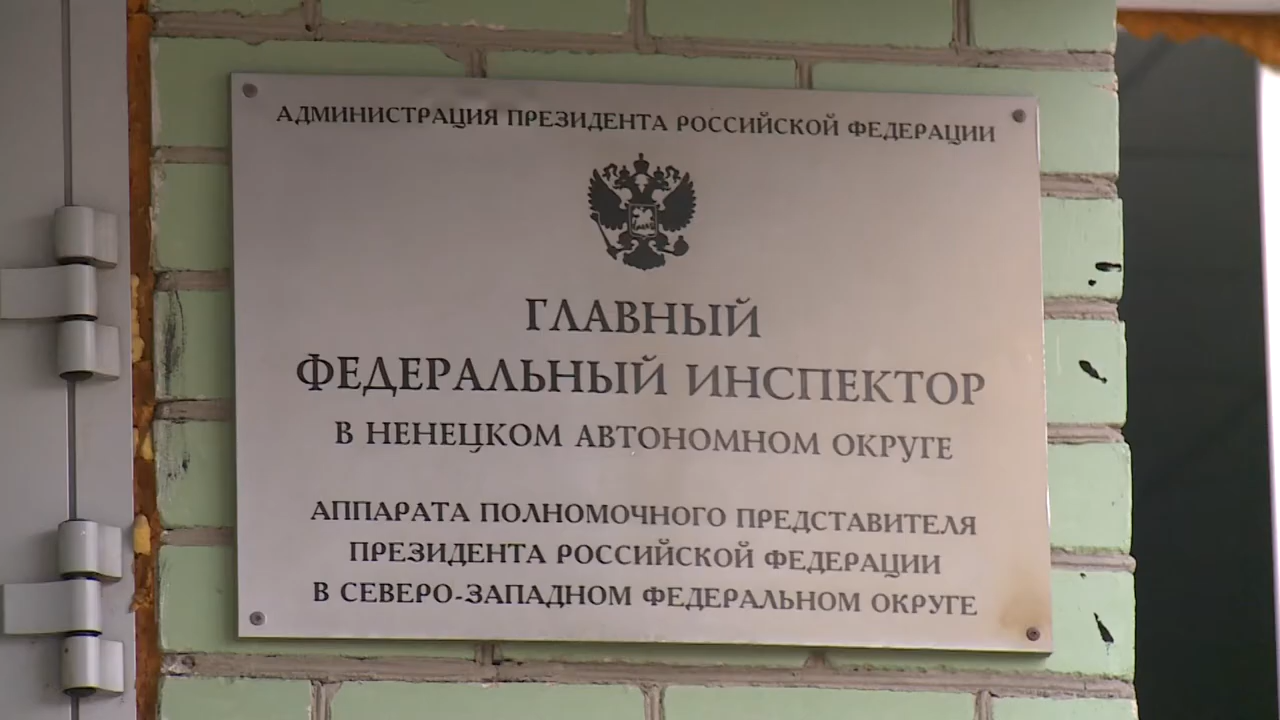 АДМИНИСТРАЦИЯ ПРЕЗИДЕНТА РОССИЙСКОЙ ФЕДЕРАЦИИ
ГЛАВНЫЙ
ФЕДЕРАЛЬНЫЙ ИНСПЕКТОР
В НЕНЕЦКОМ АВТОНОМНОМ ОКРУГЕ
АППАРАТА ПОЛНОМОЧНОГО ПРЕДСТАВИТЕЛЯ
ПРЕЗИДЕНТА РОССИЙСКОЙ ФЕДЕРАЦИИ
В СЕВЕРО-ЗАПАДНОМ ФЕДЕРАЛЬНОМ ОКРУГЕ